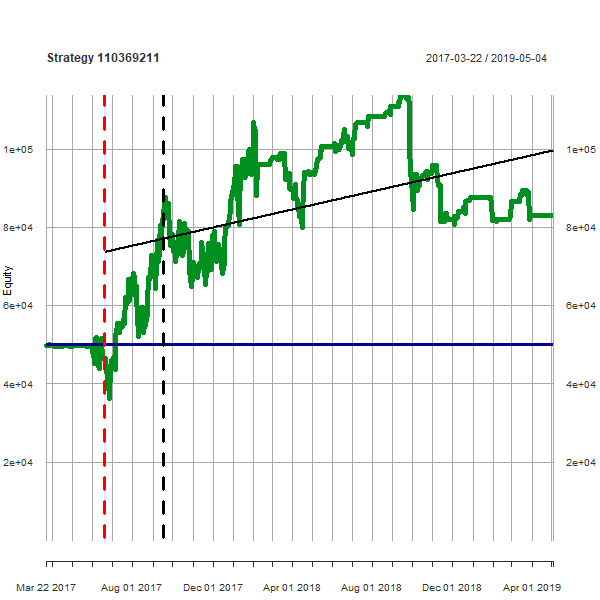 Strategy 110369211 2017-03-22 / 2019-05-04
1e+05 1e+05
8e+04 8e+04
Equity
6e+04 6e+04
4e+04 4e+04
2e+04 2e+04
Mar 22 2017 Aug 01 2017 Dec 01 2017 Apr 01 2018 Aug 01 2018 Dec 01 2018 Apr 01 2019